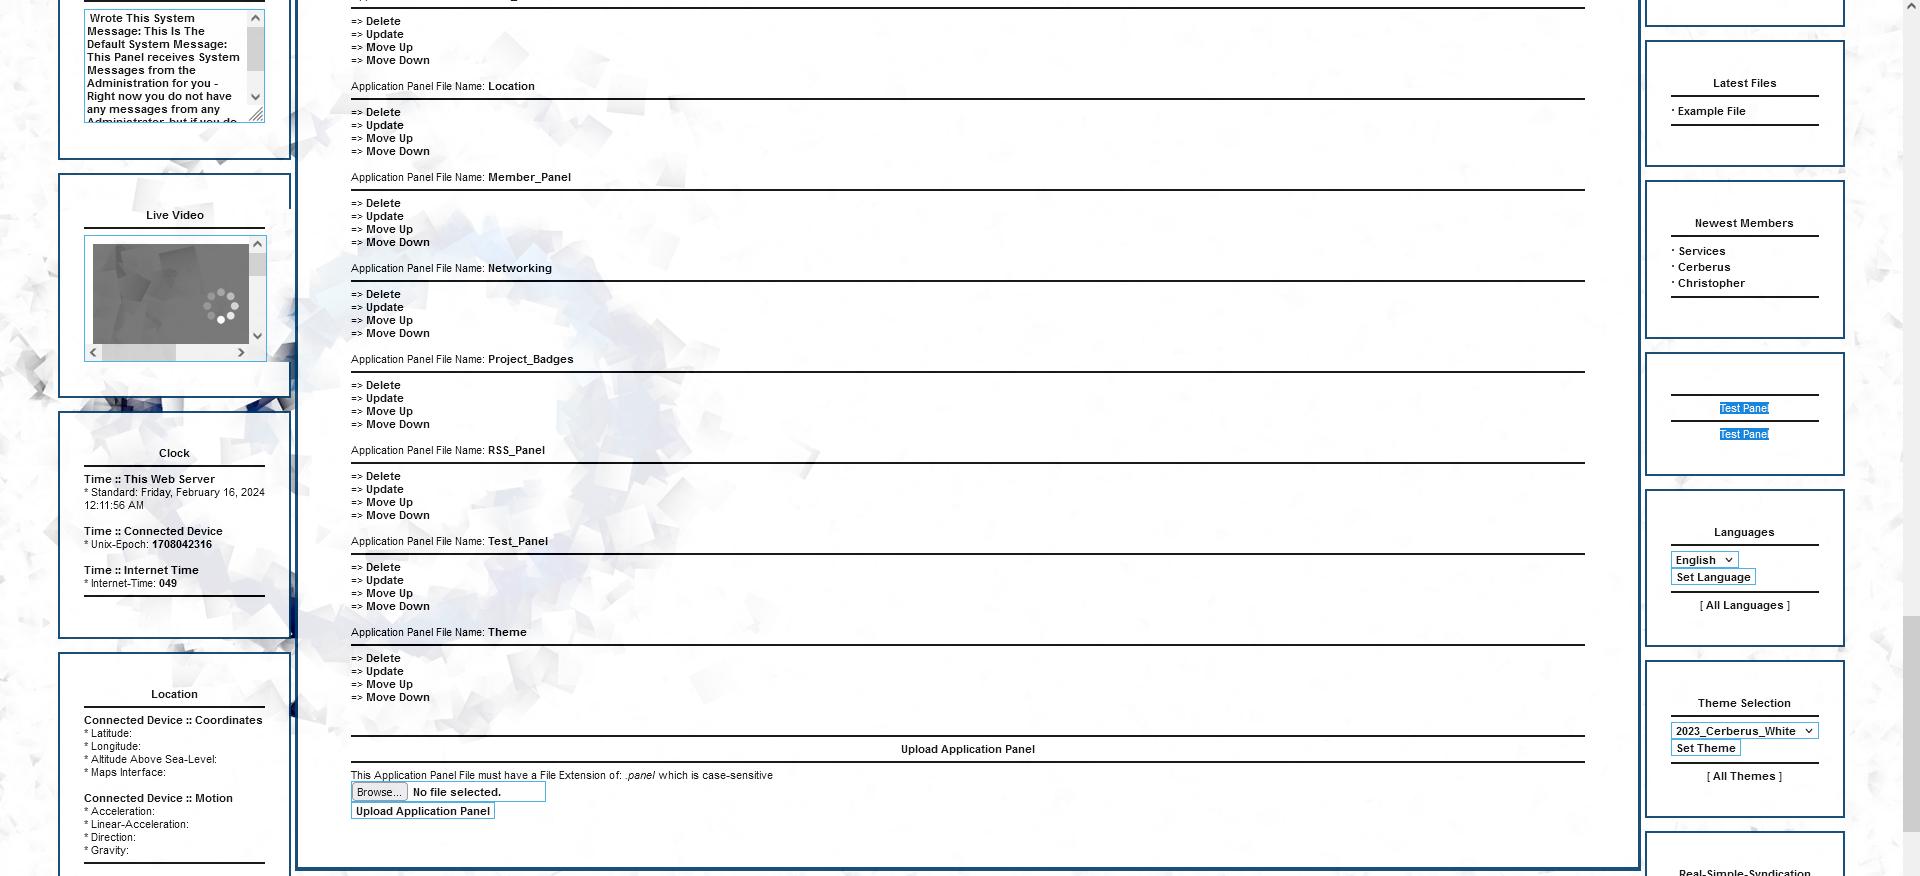 Wrote This System
Message: This Is The
Default System Message:
This Panel receives System
Messages from the
Administration for you -
Right now you do not have
any messages from any
Administrator, but if you do
Live Video
Clock
Time :: This Web Server
* Standard: Friday, February 16, 2024
12:11:56 AM
Time :: Connected Device
* Unix-Epoch: 1708042316
Time :: Internet Time
* Internet-Time: 049
Location
Connected Device :: Coordinates
* Latitude:
* Longitude:
* Altitude Above Sea-Level:
* Maps Interface:
Connected Device :: Motion
* Acceleration:
* Linear-Acceleration:
* Direction:
* Gravity:
=> Delete
=> Update
=> Move Up
=> Move Down
Application Panel File Name: Location
=> Delete
=> Update
=> Move Up
=> Move Down
Application Panel File Name: Member_Panel
=> Delete
=> Update
=> Move Up
=> Move Down
Application Panel File Name: Networking
=> Delete
=> Update
=> Move Up
=> Move Down
Application Panel File Name: Project_Badges
=> Delete
=> Update
=> Move Up
=> Move Down
Application Panel File Name: RSS_Panel
=> Delete
=> Update
=> Move Up
=> Move Down
Application Panel File Name: Test_Panel
=> Delete
=> Update
=> Move Up
=> Move Down
Application Panel File Name: Theme
=> Delete
=> Update
=> Move Up
=> Move Down
Upload Application Panel
This Application Panel File must have a File Extension of: .panel which is case-sensitive
Browse... No file selected.
Upload Application Panel
Latest Files
· Example File
Newest Members
· Services
· Cerberus
· Christopher
Test Panel
Test Panel
Languages
English
Set Language
[ All Languages ]
Theme Selection
2023_Cerberus_White
Set Theme
[ All Themes ]
Real-Simple-Syndication